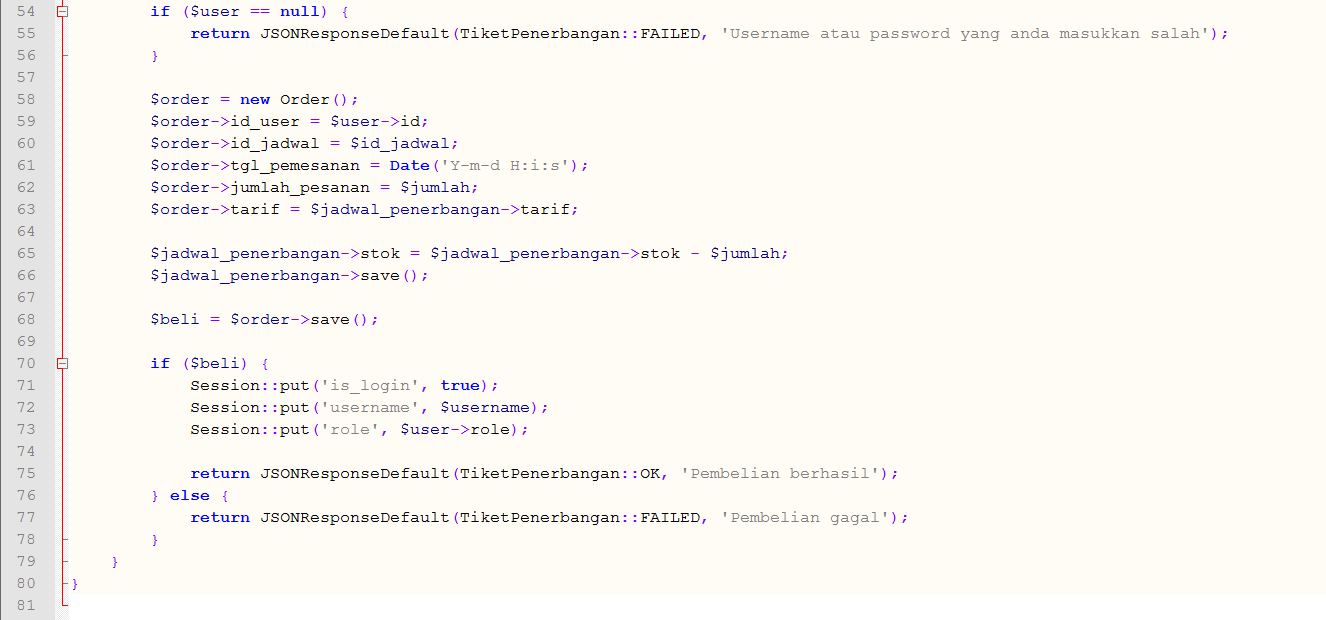 54 if ($user == null) {
55 return JSONResponseDefault(TiketPenerbangan::FAILED, 'Username atau password yang anda masukkan salah');
56 }
57
58 $order = new Order();
59 $order->id_user = $user->id;
60 $order->id_jadwal = $id_jadwal;
61 $order->tgl_pemesanan = Date('Y-m-d H:i:s');
62 $order->jumlah_pesanan = $jumlah;
63 $order->tarif = $jadwal_penerbangan->tarif;
64
65 $jadwal_penerbangan->stok = $jadwal_penerbangan->stok - $jumlah;
66 $jadwal_penerbangan->save();
67
68 $beli = $order->save();
69
70 if ($beli) {
71 Session::put('is_login', true);
72 Session::put('username', $username);
73 Session::put('role', $user->role);
74
75 return JSONResponseDefault(TiketPenerbangan::OK, 'Pembelian berhasil');
76 } else {
77 return JSONResponseDefault(TiketPenerbangan::FAILED, 'Pembelian gagal');
78 }
79 }
80 }
81